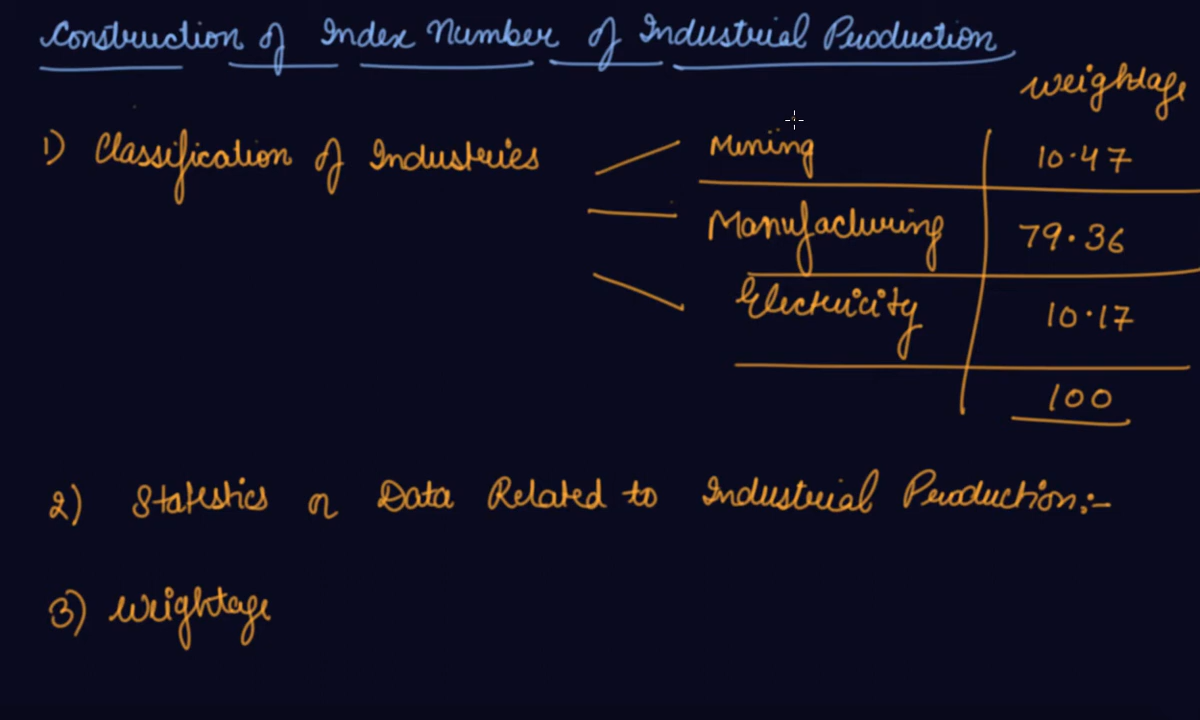 Construction of Index Number of Industrial Production
weightage
1) Classification of Industries
Mining 10.47
Manufacturing 79.36
Electricity 10.17
100
2) Statistics or Data Related to Industrial Production:-
3) weightage